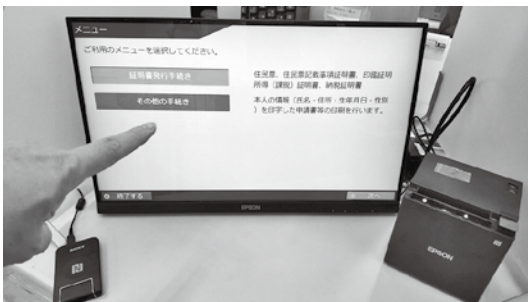 メニュー
ご利用のメニューを選択してください。
証明書発行手続き
住民票、住民票記載事項証明書、印鑑証明
所得（課税）証明書、納税証明書
その他の手続き
本人の情報（氏名・住所・生年月日・性別
）を印字した申請書等の印刷を行います。
終了する
次へ
EPSON
EPSON
SONY